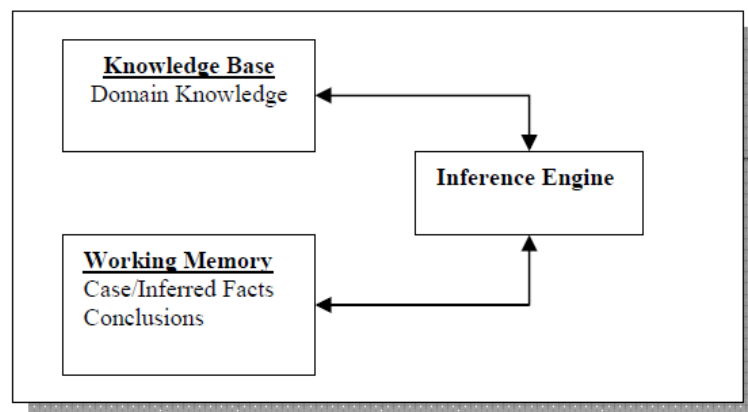 Knowledge Base
Domain Knowledge
Inference Engine
Working Memory
Case/Inferred Facts
Conclusions